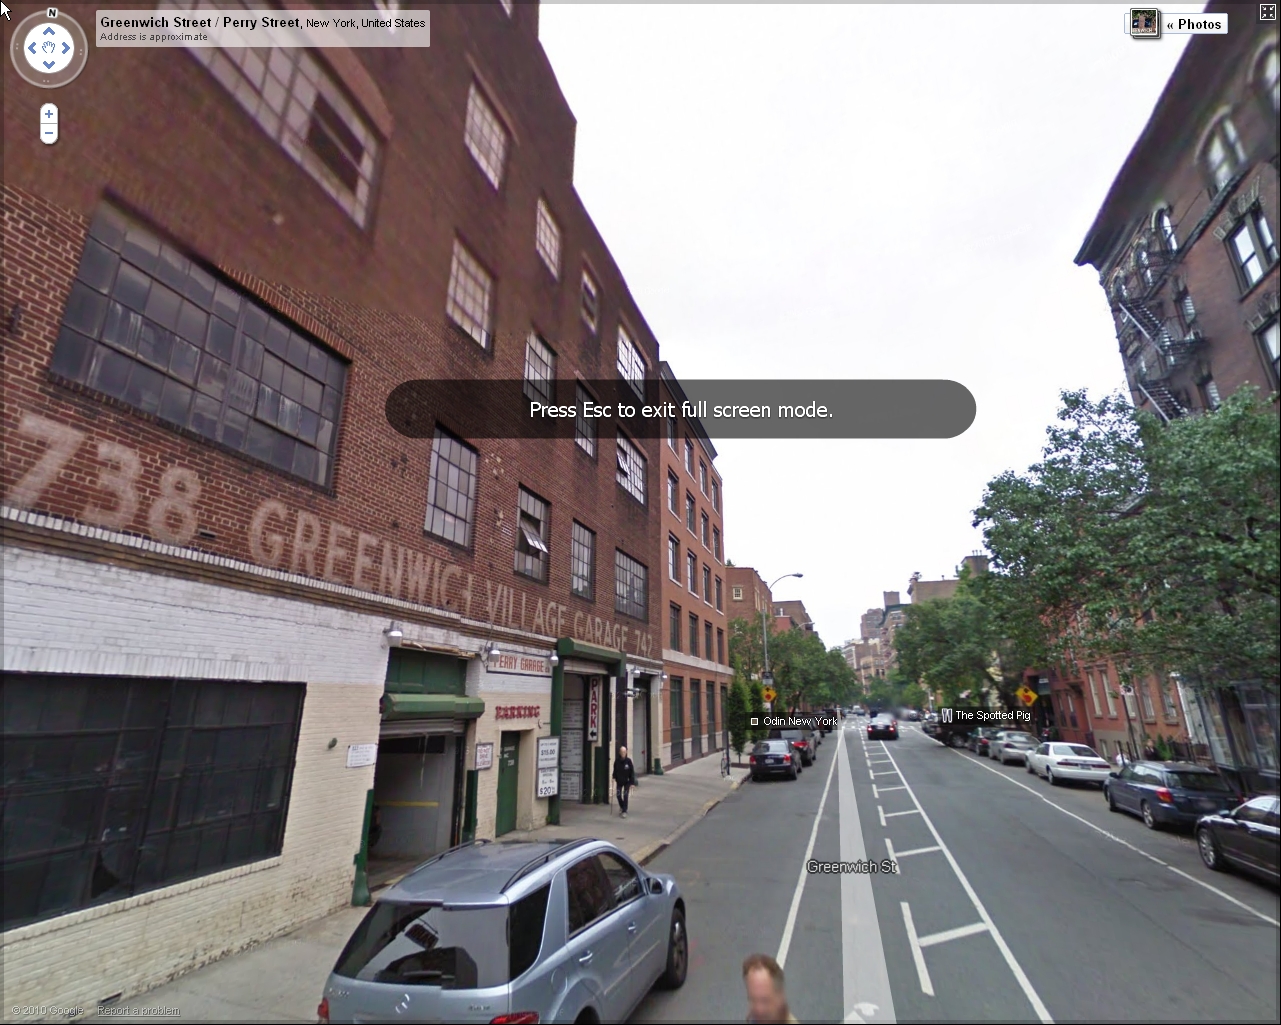 N
Greenwich Street / Perry Street, New York, United States
Address is approximate
« Photos
Press Esc to exit full screen mode.
738 GREENWICH VILLAGE GARAGE 747
PERRY GARAGE
PARKING
PARK
Odin New York
The Spotted Pig
Greenwich St
© 2010 Google
Report a problem